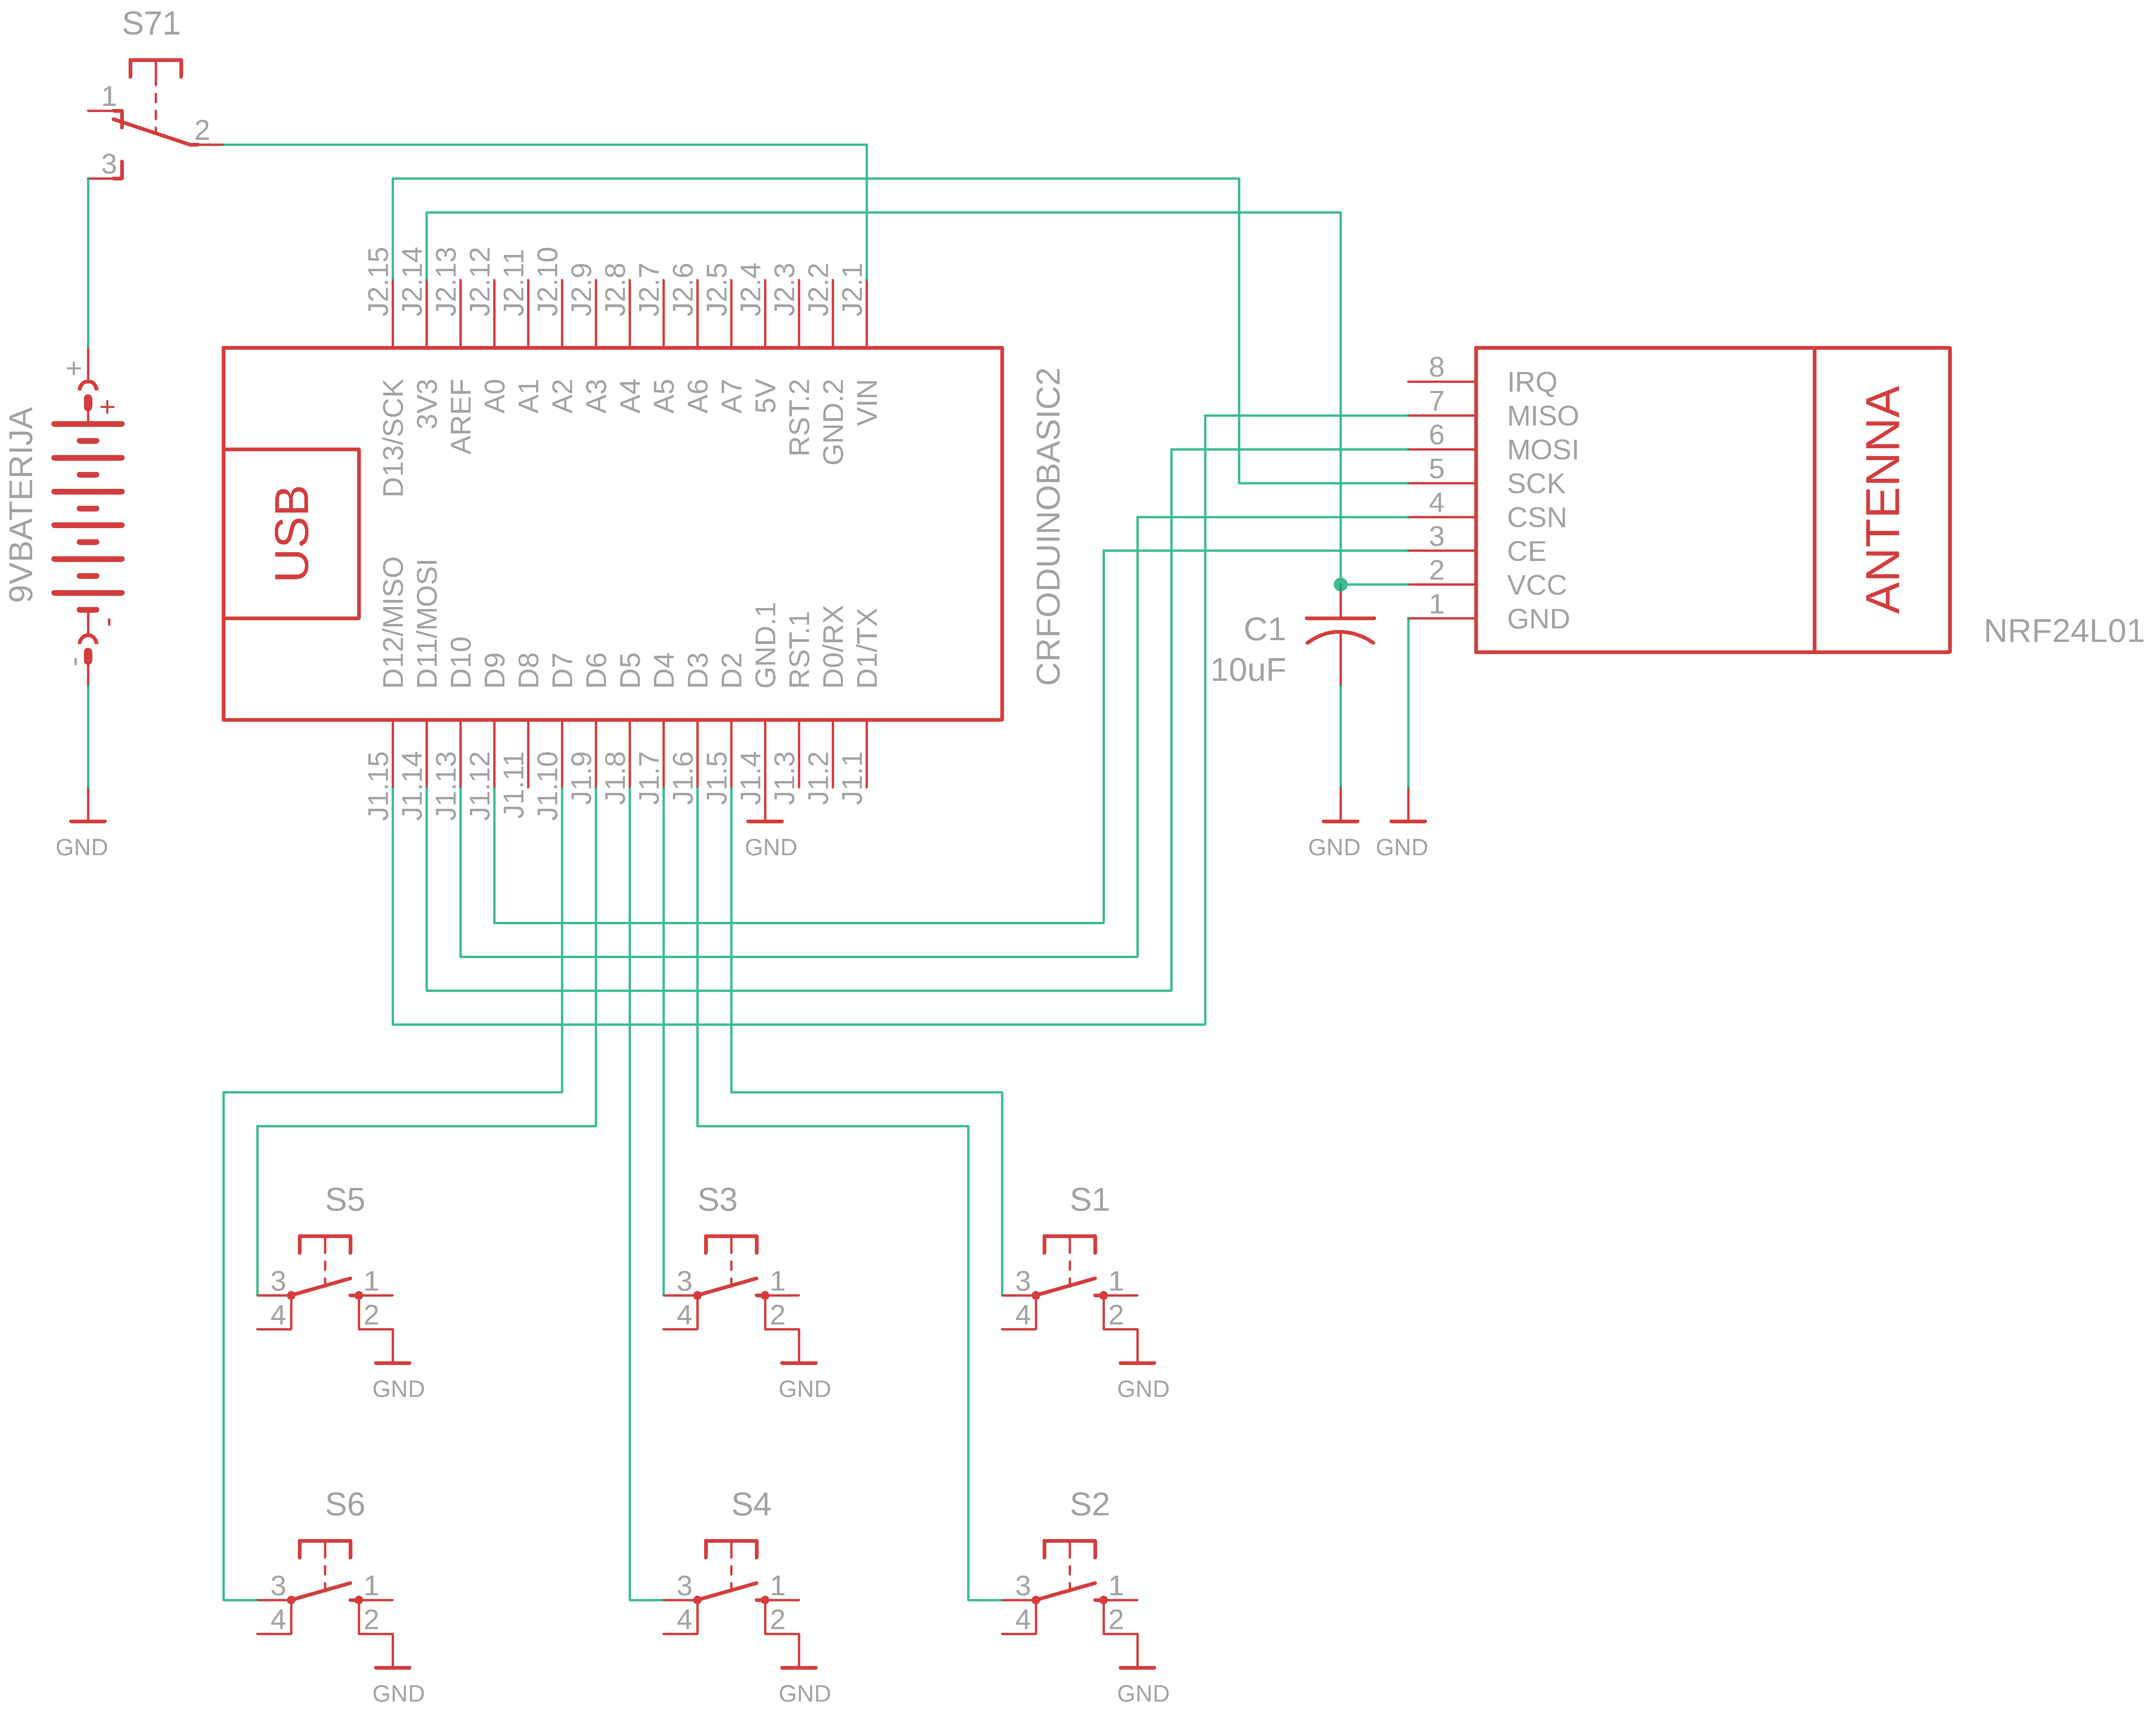 S71
1
2
3
J2.15
J2.14
J2.13
J2.12
J2.11
J2.10
J2.9
J2.8
J2.7
J2.6
J2.5
J2.4
J2.3
J2.2
J2.1
D13/SCK
3V3
AREF
A0
A1
A2
A3
A4
A5
A6
A7
5V
RST.2
GND.2
VIN
USB
D12/MISO
D11/MOSI
D10
D9
D8
D7
D6
D5
D4
D3
D2
GND.1
RST.1
D0/RX
D1/TX
CRFODUINOBASIC2
J1.15
J1.14
J1.13
J1.12
J1.11
J1.10
J1.9
J1.8
J1.7
J1.6
J1.5
J1.4
J1.3
J1.2
J1.1
GND
9VBATERIJA
+
+
-
-
GND
8 IRQ
7 MISO
6 MOSI
5 SCK
4 CSN
3 CE
2 VCC
1 GND
ANTENNA
NRF24L01
C1
10uF
GND
GND
S5
3 1
4 2
GND
S3
3 1
4 2
GND
S1
3 1
4 2
GND
S6
3 1
4 2
GND
S4
3 1
4 2
GND
S2
3 1
4 2
GND